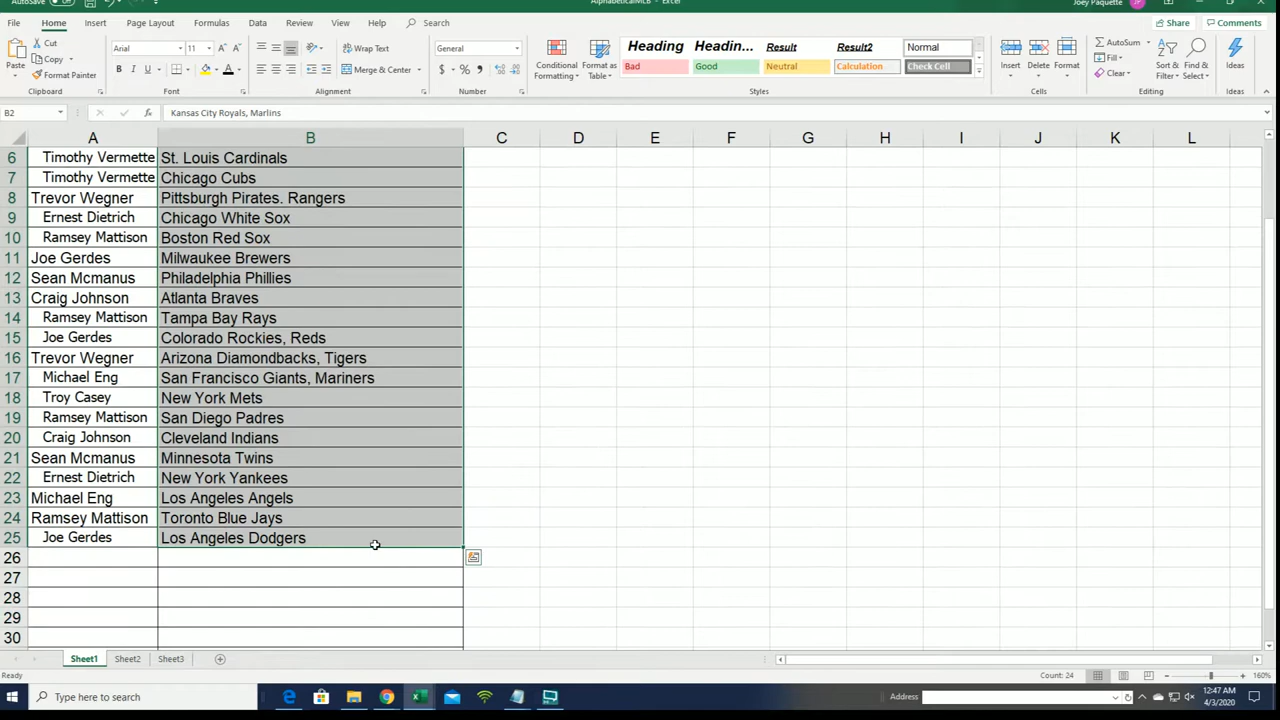 AutoSave Off AlphabeticalMLB - Excel Joey Paquette JP
File Home Insert Page Layout Formulas Data Review View Help Search Share Comments
Paste Cut Copy Format Painter Clipboard
Arial 11 A A B I U A Font
Wrap Text Merge & Center Alignment
General $ % , Number
Conditional Formatting Format as Table
Heading Headin... Result Result2 Normal
Bad Good Neutral Calculation Check Cell
Styles
Insert Delete Format Cells
AutoSum Fill Clear Sort & Filter Find & Select Editing
Ideas Ideas
B2 fx Kansas City Royals, Marlins
A B C D E F G H I J K L
6 Timothy Vermette St. Louis Cardinals
7 Timothy Vermette Chicago Cubs
8 Trevor Wegner Pittsburgh Pirates. Rangers
9 Ernest Dietrich Chicago White Sox
10 Ramsey Mattison Boston Red Sox
11 Joe Gerdes Milwaukee Brewers
12 Sean Mcmanus Philadelphia Phillies
13 Craig Johnson Atlanta Braves
14 Ramsey Mattison Tampa Bay Rays
15 Joe Gerdes Colorado Rockies, Reds
16 Trevor Wegner Arizona Diamondbacks, Tigers
17 Michael Eng San Francisco Giants, Mariners
18 Troy Casey New York Mets
19 Ramsey Mattison San Diego Padres
20 Craig Johnson Cleveland Indians
21 Sean Mcmanus Minnesota Twins
22 Ernest Dietrich New York Yankees
23 Michael Eng Los Angeles Angels
24 Ramsey Mattison Toronto Blue Jays
25 Joe Gerdes Los Angeles Dodgers
26
27
28
29
30
Sheet1 Sheet2 Sheet3
Ready Count: 24 160%
Type here to search Address 12:47 AM
4/3/2020